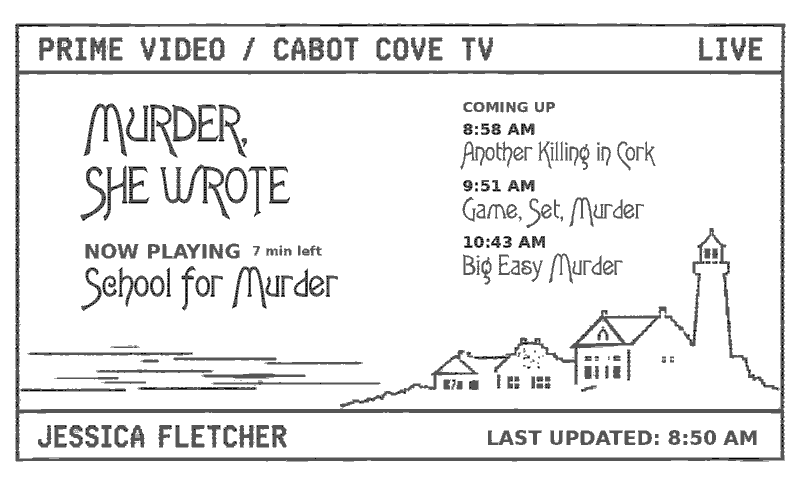 PRIME VIDEO / CABOT COVE TV
LIVE
MURDER,
SHE WROTE
NOW PLAYING 7 min left
School for Murder
COMING UP
8:58 AM
Another Killing in Cork
9:51 AM
Game, Set, Murder
10:43 AM
Big Easy Murder
JESSICA FLETCHER
LAST UPDATED: 8:50 AM